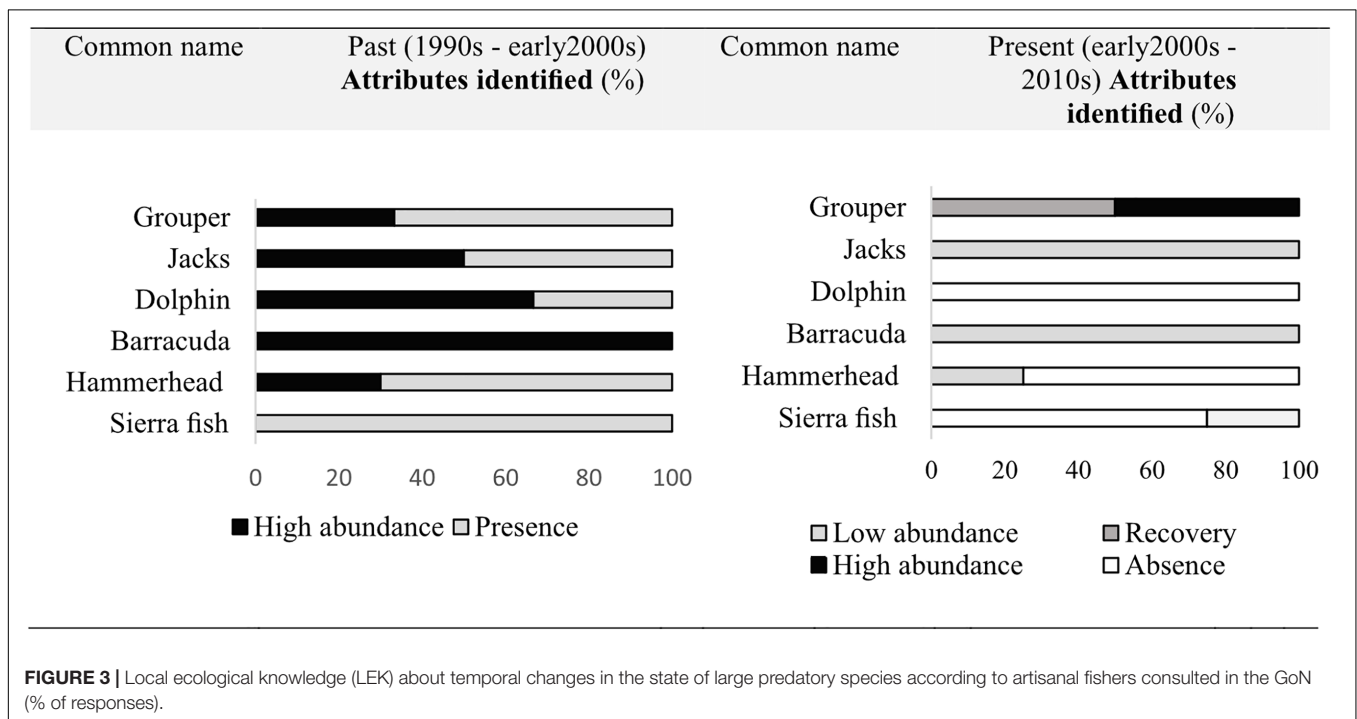 Common name
Past (1990s - early2000s)
Attributes identified (%)
Common name
Present (early2000s -
2010s) Attributes
identified (%)
Grouper
Jacks
Dolphin
Barracuda
Hammerhead
Sierra fish
0 20 40 60 80 100
High abundance Presence
Grouper
Jacks
Dolphin
Barracuda
Hammerhead
Sierra fish
0 20 40 60 80 100
Low abundance Recovery
High abundance Absence
FIGURE 3 | Local ecological knowledge (LEK) about temporal changes in the state of large predatory species according to artisanal fishers consulted in the GoN
(% of responses).